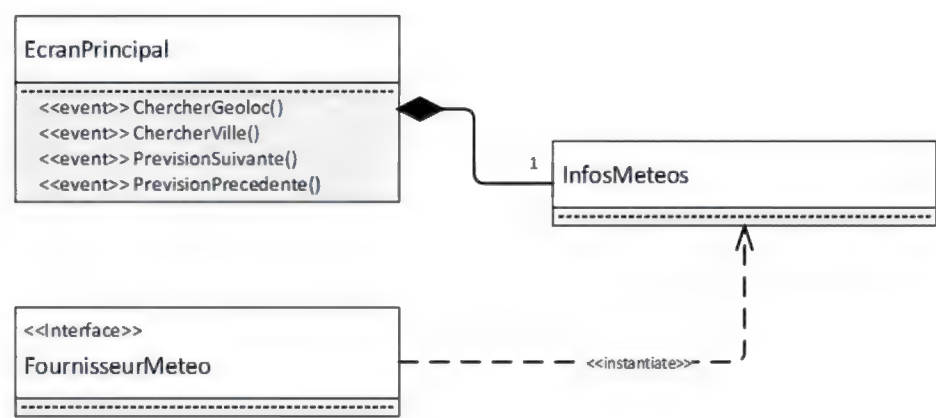 EcranPrincipal
<<event>> ChercherGeoloc()
<<event>> ChercherVille()
<<event>> PrevisionSuivante()
<<event>> PrevisionPrecedente()
1
InfosMeteos
<<Interface>>
FournisseurMeteo
<<instantiate>>